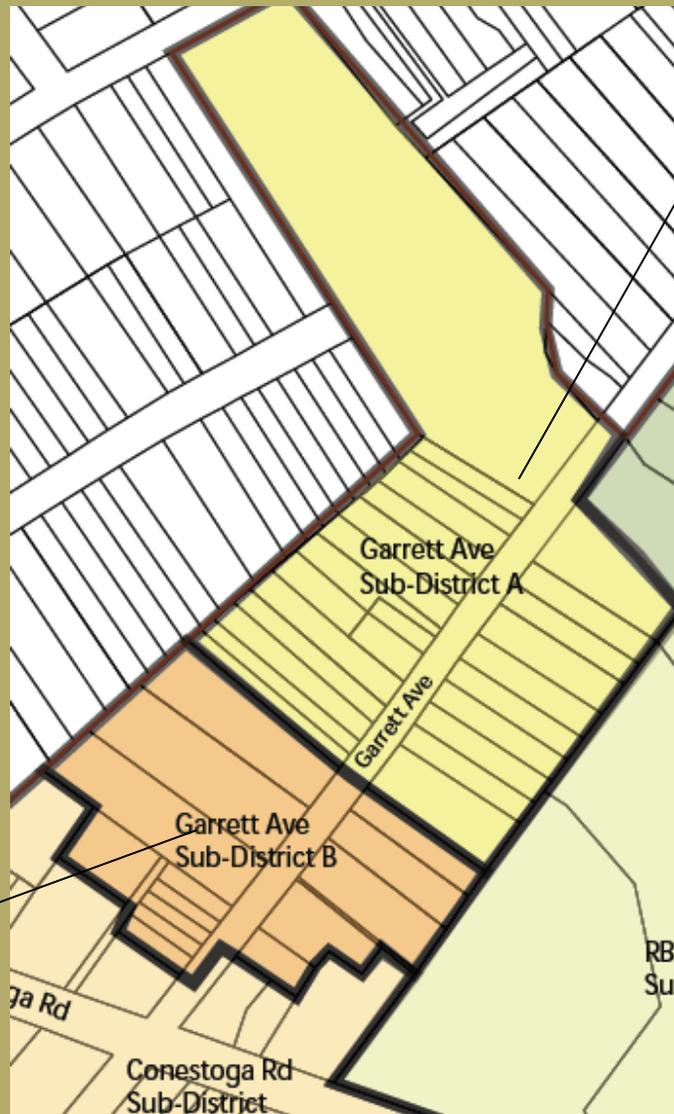 Garrett Ave
Sub-District A
Garrett Ave
Garrett Ave
Sub-District B
RB
Su
ga Rd
Conestoga Rd
Sub-District